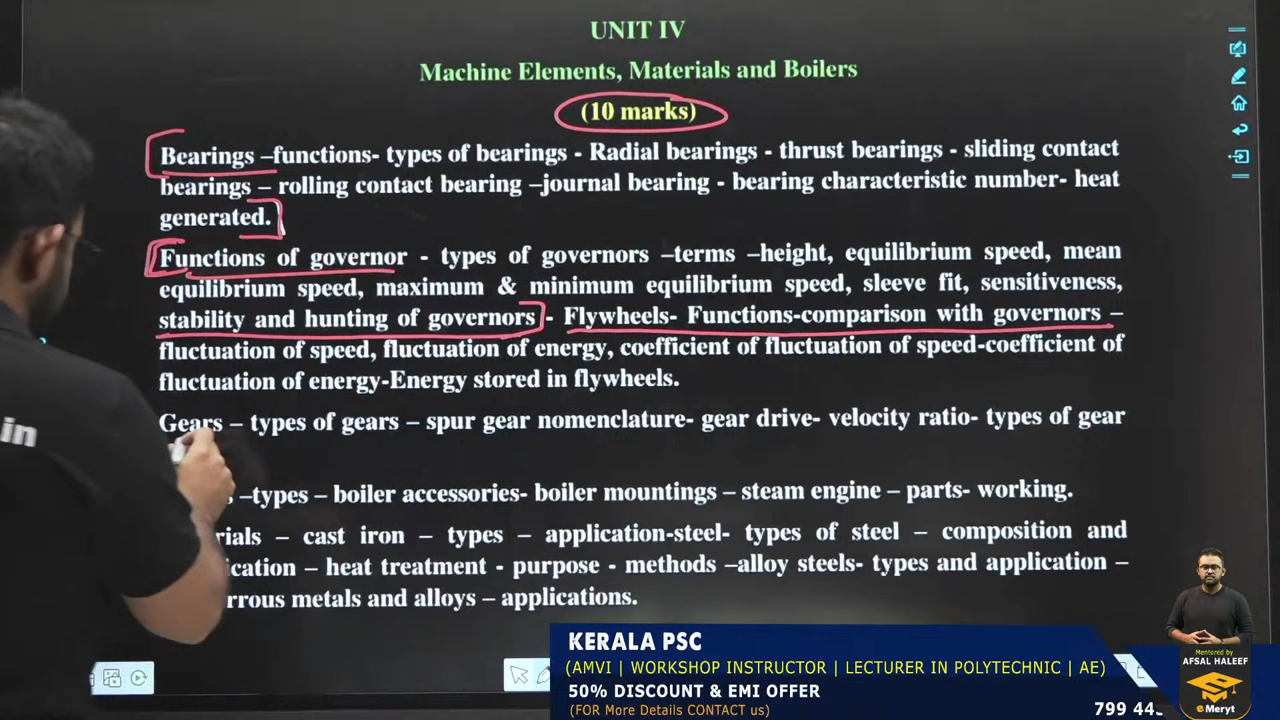 UNIT IV
Machine Elements, Materials and Boilers
(10 marks)
Bearings –functions- types of bearings - Radial bearings - thrust bearings - sliding contact
bearings – rolling contact bearing –journal bearing - bearing characteristic number- heat
generated.
Functions of governor - types of governors –terms –height, equilibrium speed, mean
equilibrium speed, maximum & minimum equilibrium speed, sleeve fit, sensitiveness,
stability and hunting of governors - Flywheels- Functions-comparison with governors –
fluctuation of speed, fluctuation of energy, coefficient of fluctuation of speed-coefficient of
fluctuation of energy-Energy stored in flywheels.
Gears – types of gears – spur gear nomenclature- gear drive- velocity ratio- types of gear
–types – boiler accessories- boiler mountings – steam engine – parts- working.
rials – cast iron – types – application-steel- types of steel – composition and
ication – heat treatment - purpose - methods –alloy steels- types and application –
rrous metals and alloys – applications.
in
KERALA PSC
(AMVI | WORKSHOP INSTRUCTOR | LECTURER IN POLYTECHNIC | AE)
50% DISCOUNT & EMI OFFER
(FOR More Details CONTACT us)
799 44
Mentored by
AFSAL HALEEF
eMeryt